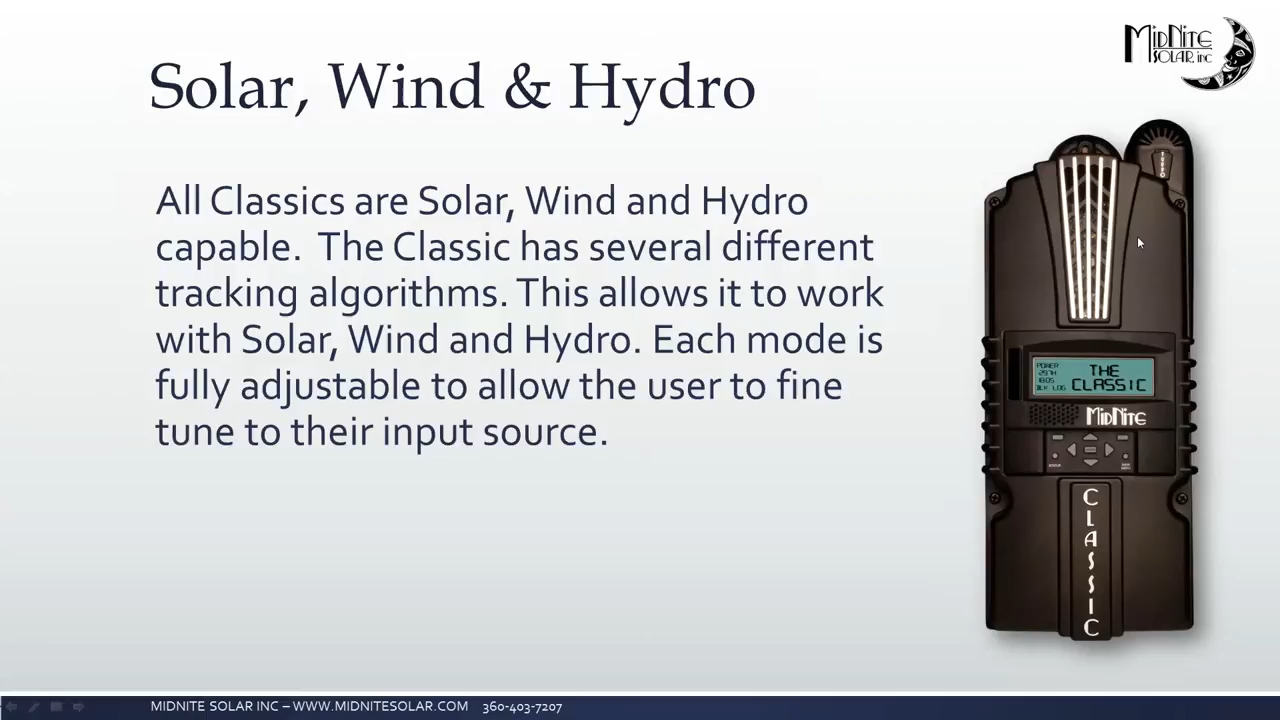 MidNite
SOLAR, inc
Solar, Wind & Hydro
All Classics are Solar, Wind and Hydro
capable.  The Classic has several different
tracking algorithms. This allows it to work
with Solar, Wind and Hydro. Each mode is
fully adjustable to allow the user to fine
tune to their input source.
POWER
THE
CLASSIC
MidNite
CLASSIC
MIDNITE SOLAR INC – WWW.MIDNITESOLAR.COM 360-403-7207